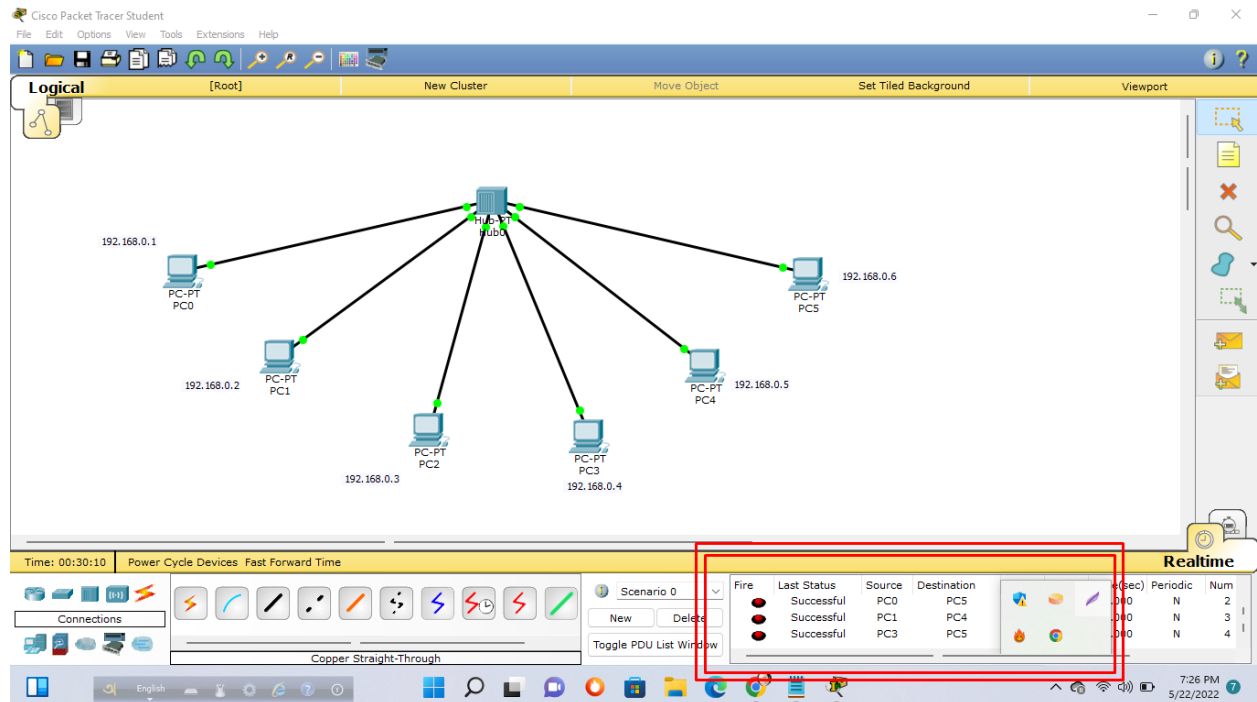 Cisco Packet Tracer Student
File Edit Options View Tools Extensions Help
Logical [Root] New Cluster Move Object Set Tiled Background Viewport
Hub-PT
Hub0
192.168.0.1
PC-PT
PC0
192.168.0.6
PC-PT
PC5
192.168.0.2
PC-PT
PC1
192.168.0.5
PC-PT
PC4
PC-PT
PC2
192.168.0.3
PC-PT
PC3
192.168.0.4
Time: 00:30:10 Power Cycle Devices Fast Forward Time Realtime
Connections
Copper Straight-Through
Scenario 0
New Delete
Toggle PDU List Window
Fire Last Status Source Destination e(sec) Periodic Num
Successful PC0 PC5 .000 N 2
Successful PC1 PC4 .000 N 3
Successful PC3 PC5 .000 N 4
English
7:26 PM
5/22/2022
7